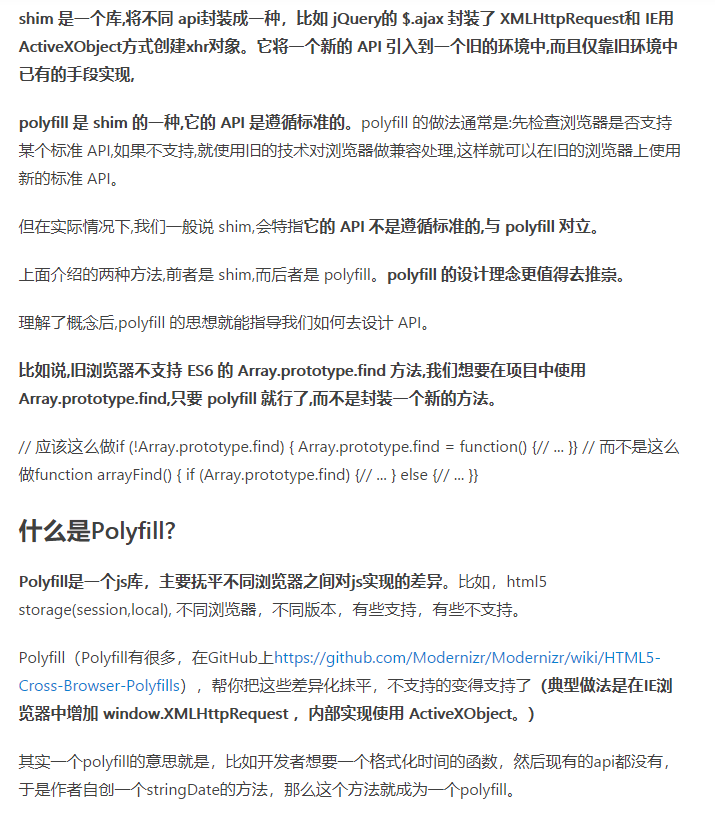 shim 是一个库,将不同 api封装成一种，比如 jQuery的 $.ajax 封装了 XMLHttpRequest和 IE用
ActiveXObject方式创建xhr对象。它将一个新的 API 引入到一个旧的环境中,而且仅靠旧环境中
已有的手段实现,
polyfill 是 shim 的一种,它的 API 是遵循标准的。polyfill 的做法通常是:先检查浏览器是否支持
某个标准 API,如果不支持,就使用旧的技术对浏览器做兼容处理,这样就可以在旧的浏览器上使用
新的标准 API。
但在实际情况下,我们一般说 shim,会特指它的 API 不是遵循标准的,与 polyfill 对立。
上面介绍的两种方法,前者是 shim,而后者是 polyfill。polyfill 的设计理念更值得去推崇。
理解了概念后,polyfill 的思想就能指导我们如何去设计 API。
比如说,旧浏览器不支持 ES6 的 Array.prototype.find 方法,我们想要在项目中使用
Array.prototype.find,只要 polyfill 就行了,而不是封装一个新的方法。
// 应该这么做if (!Array.prototype.find) { Array.prototype.find = function() {// ... }} // 而不是这么
做function arrayFind() { if (Array.prototype.find) {// ... } else {// ... }}
什么是Polyfill?
Polyfill是一个js库，主要抚平不同浏览器之间对js实现的差异。比如，html5
storage(session,local), 不同浏览器，不同版本，有些支持，有些不支持。
Polyfill（Polyfill有很多，在GitHub上https://github.com/Modernizr/Modernizr/wiki/HTML5-
Cross-Browser-Polyfills），帮你把这些差异化抹平，不支持的变得支持了（典型做法是在IE浏
览器中增加 window.XMLHttpRequest ，内部实现使用 ActiveXObject。）
其实一个polyfill的意思就是，比如开发者想要一个格式化时间的函数，然后现有的api都没有，
于是作者自创一个stringDate的方法，那么这个方法就成为一个polyfill。